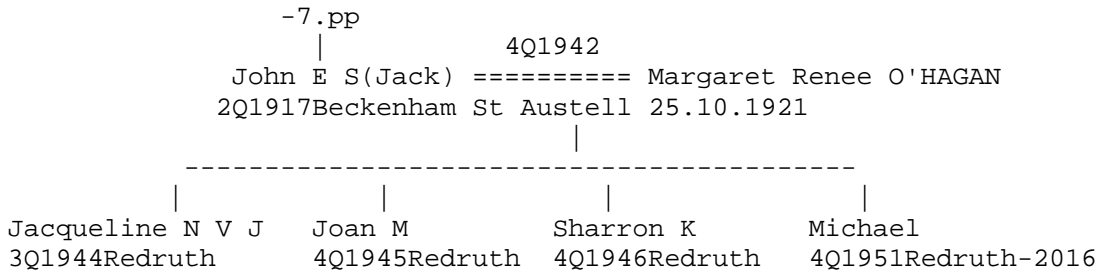 -7.pp
4Q1942
John E S(Jack) ========== Margaret Renee O'HAGAN
2Q1917Beckenham St Austell 25.10.1921
Jacqueline N V J Joan M Sharron K Michael
3Q1944Redruth 4Q1945Redruth 4Q1946Redruth 4Q1951Redruth-2016